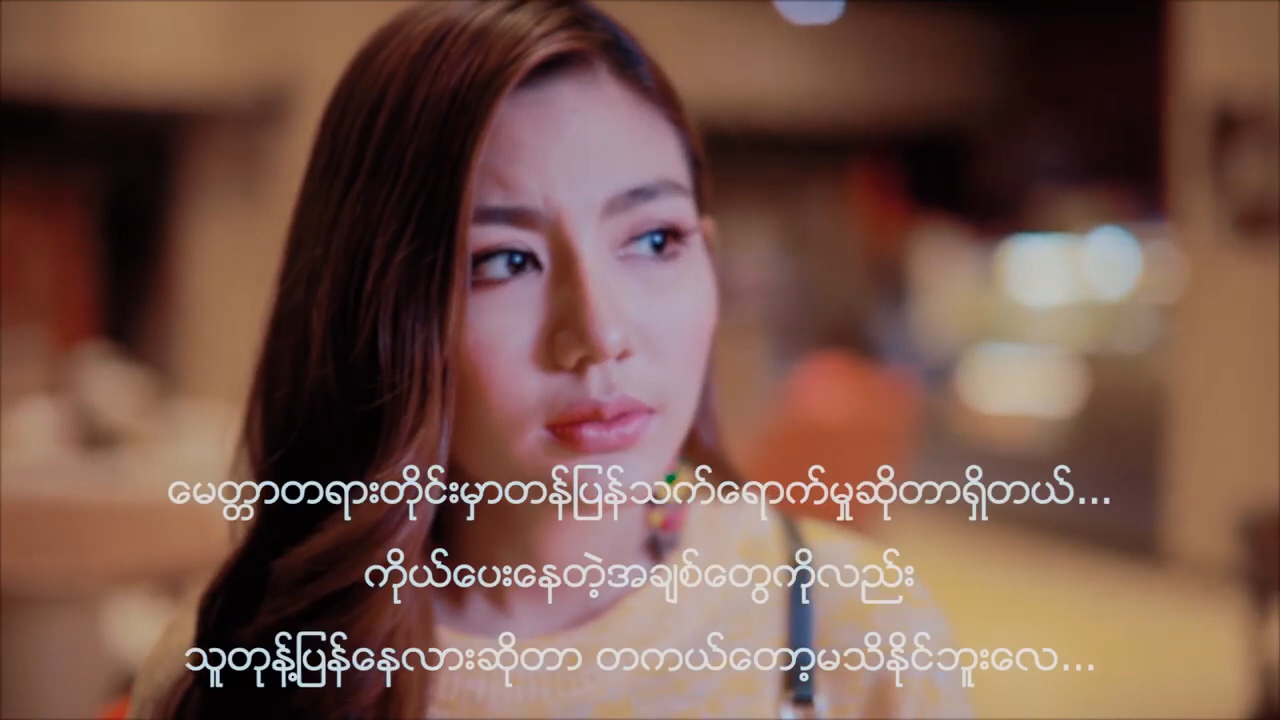 မေတ္တာတရားတိုင်းမှာတန်ပြန်သက်ရောက်မှုဆိုတာရှိတယ်...
ကိုယ်ပေးနေတဲ့အချစ်တွေကိုလည်း
သူတုန့်ပြန်နေလားဆိုတာ တကယ်တော့မသိနိုင်ဘူးလေ...